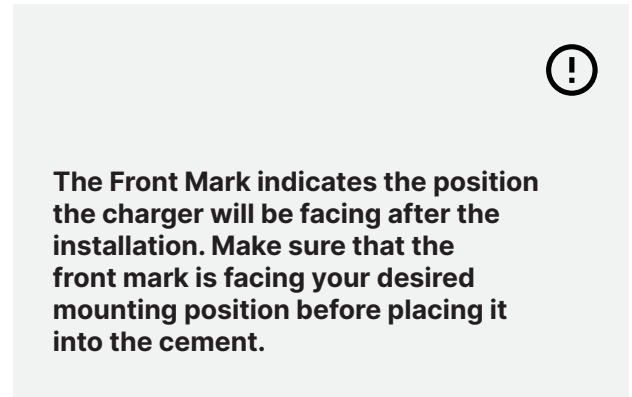 The Front Mark indicates the position
the charger will be facing after the
installation. Make sure that the
front mark is facing your desired
mounting position before placing it
into the cement.